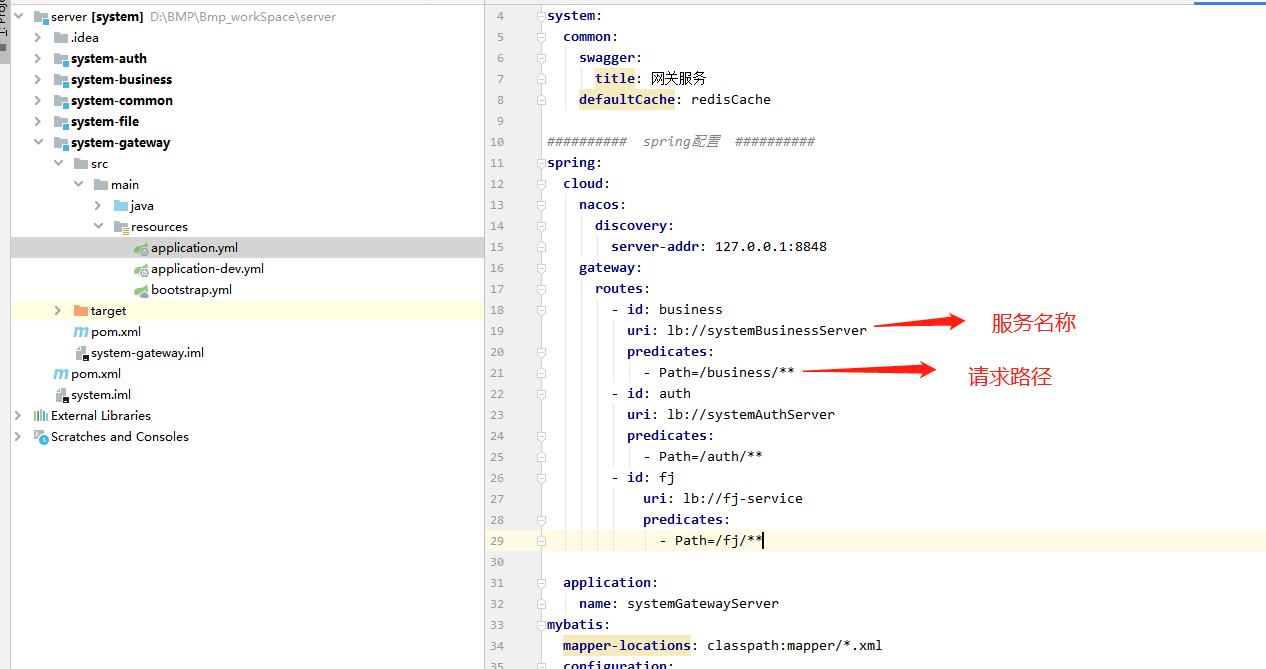 server [system] D:\BMP\Bmp_workSpace\server
.idea
system-auth
system-business
system-common
system-file
system-gateway
src
main
java
resources
application.yml
application-dev.yml
bootstrap.yml
target
pom.xml
system-gateway.iml
pom.xml
system.iml
External Libraries
Scratches and Consoles
4 system:
5 common:
6 swagger:
7 title: 网关服务
8 defaultCache: redisCache
9
10 ########## spring配置 ##########
11 spring:
12 cloud:
13 nacos:
14 discovery:
15 server-addr: 127.0.0.1:8848
16 gateway:
17 routes:
18 - id: business
19 uri: lb://systemBusinessServer 服务名称
20 predicates:
21 - Path=/business/** 请求路径
22 - id: auth
23 uri: lb://systemAuthServer
24 predicates:
25 - Path=/auth/**
26 - id: fj
27 uri: lb://fj-service
28 predicates:
29 - Path=/fj/**
30
31 application:
32 name: systemGatewayServer
33 mybatis:
34 mapper-locations: classpath:mapper/*.xml
35 configuration: